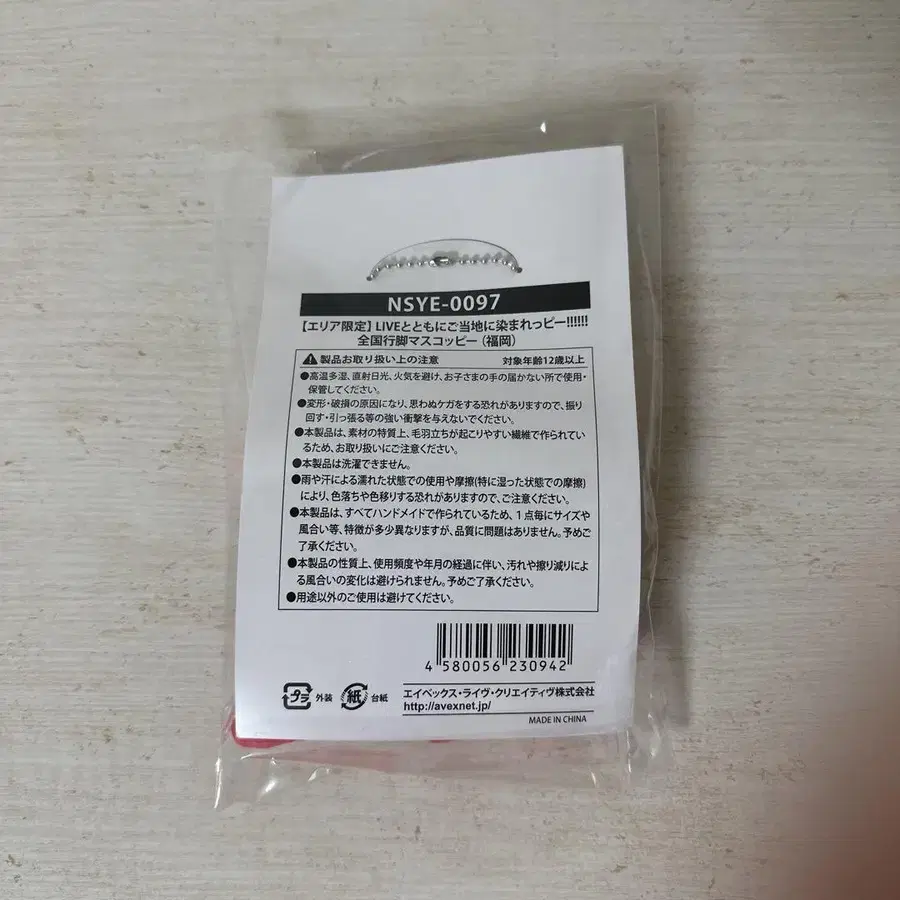 NSYE-0097
【エリア限定】LIVEとともにご当地に染まれっピー!!!!!!
全国行脚マスコッピー（福岡）
製品お取り扱い上の注意 対象年齢12歳以上
●高温多湿、直射日光、火気を避け、お子さまの手の届かない所で使用・
保管してください。
●変形・破損の原因になり、思わぬケガをする恐れがありますので、振り
回す・引っ張る等の強い衝撃を与えないでください。
●本製品は、素材の特質上、毛羽立ちが起こりやすい繊維で作られてい
るため、お取り扱いにご注意ください。
●本製品は洗濯できません。
●雨や汗による濡れた状態での使用や摩擦(特に湿った状態での摩擦)
により、色落ちや色移りする恐れがありますので、ご注意ください。
●本製品は、すべてハンドメイドで作られているため、1点毎にサイズや
風合い等、特徴が多少異なりますが、品質に問題はありません。予めご
了承ください。
●本製品の性質上、使用頻度や年月の経過に伴い、汚れや擦り減りによ
る風合いの変化は避けられません。予めご了承ください。
●用途以外のご使用は避けてください。
4 580056 230942
プラ 外装 紙 台紙
エイベックス・ライヴ・クリエイティヴ株式会社
http://avexnet.jp/
MADE IN CHINA